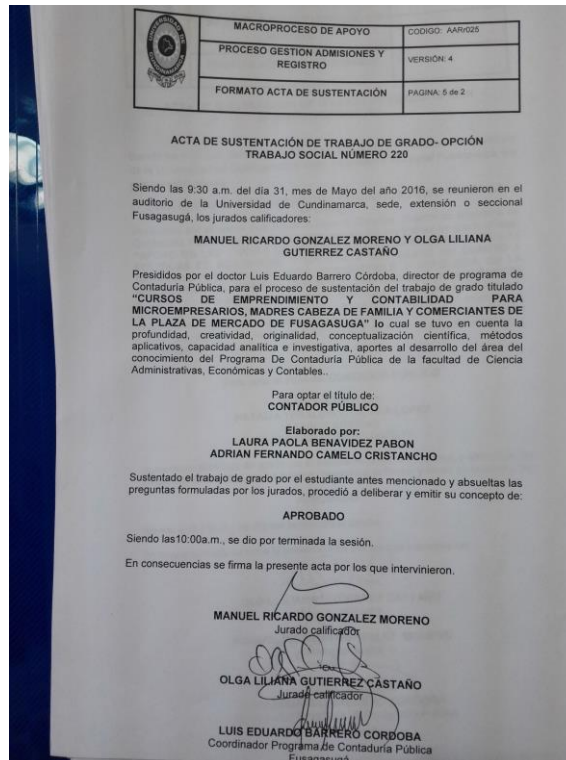 UNIVERSIDAD DE
CUNDINAMARCA
MACROPROCESO DE APOYO
CODIGO: AARr025
PROCESO GESTION ADMISIONES Y
REGISTRO
VERSIÓN: 4
FORMATO ACTA DE SUSTENTACIÓN
PAGINA: 5 de 2
ACTA DE SUSTENTACIÓN DE TRABAJO DE GRADO- OPCIÓN
TRABAJO SOCIAL NÚMERO 220
Siendo las 9:30 a.m. del día 31, mes de Mayo del año 2016, se reunieron en el
auditorio de la Universidad de Cundinamarca, sede, extensión o seccional
Fusagasugá, los jurados calificadores:
MANUEL RICARDO GONZALEZ MORENO Y OLGA LILIANA
GUTIERREZ CASTAÑO
Presididos por el doctor Luis Eduardo Barrero Córdoba, director de programa de
Contaduría Pública, para el proceso de sustentación del trabajo de grado titulado
"CURSOS DE EMPRENDIMIENTO Y CONTABILIDAD PARA
MICROEMPRESARIOS, MADRES CABEZA DE FAMILIA Y COMERCIANTES DE
LA PLAZA DE MERCADO DE FUSAGASUGA" lo cual se tuvo en cuenta la
profundidad, creatividad, originalidad, conceptualización científica, métodos
aplicativos, capacidad analítica e investigativa, aportes al desarrollo del área del
conocimiento del Programa De Contaduría Pública de la facultad de Ciencia
Administrativas, Económicas y Contables..
Para optar el título de:
CONTADOR PÚBLICO
Elaborado por:
LAURA PAOLA BENAVIDEZ PABON
ADRIAN FERNANDO CAMELO CRISTANCHO
Sustentado el trabajo de grado por el estudiante antes mencionado y absueltas las
preguntas formuladas por los jurados, procedió a deliberar y emitir su concepto de:
APROBADO
Siendo las10:00a.m., se dio por terminada la sesión.
En consecuencias se firma la presente acta por los que intervinieron.
MANUEL RICARDO GONZALEZ MORENO
Jurado calificador
OLGA LILIANA GUTIERREZ CASTAÑO
Jurado calificador
LUIS EDUARDO BARRERO CORDOBA
Coordinador Programa de Contaduría Pública
Fusagasugá